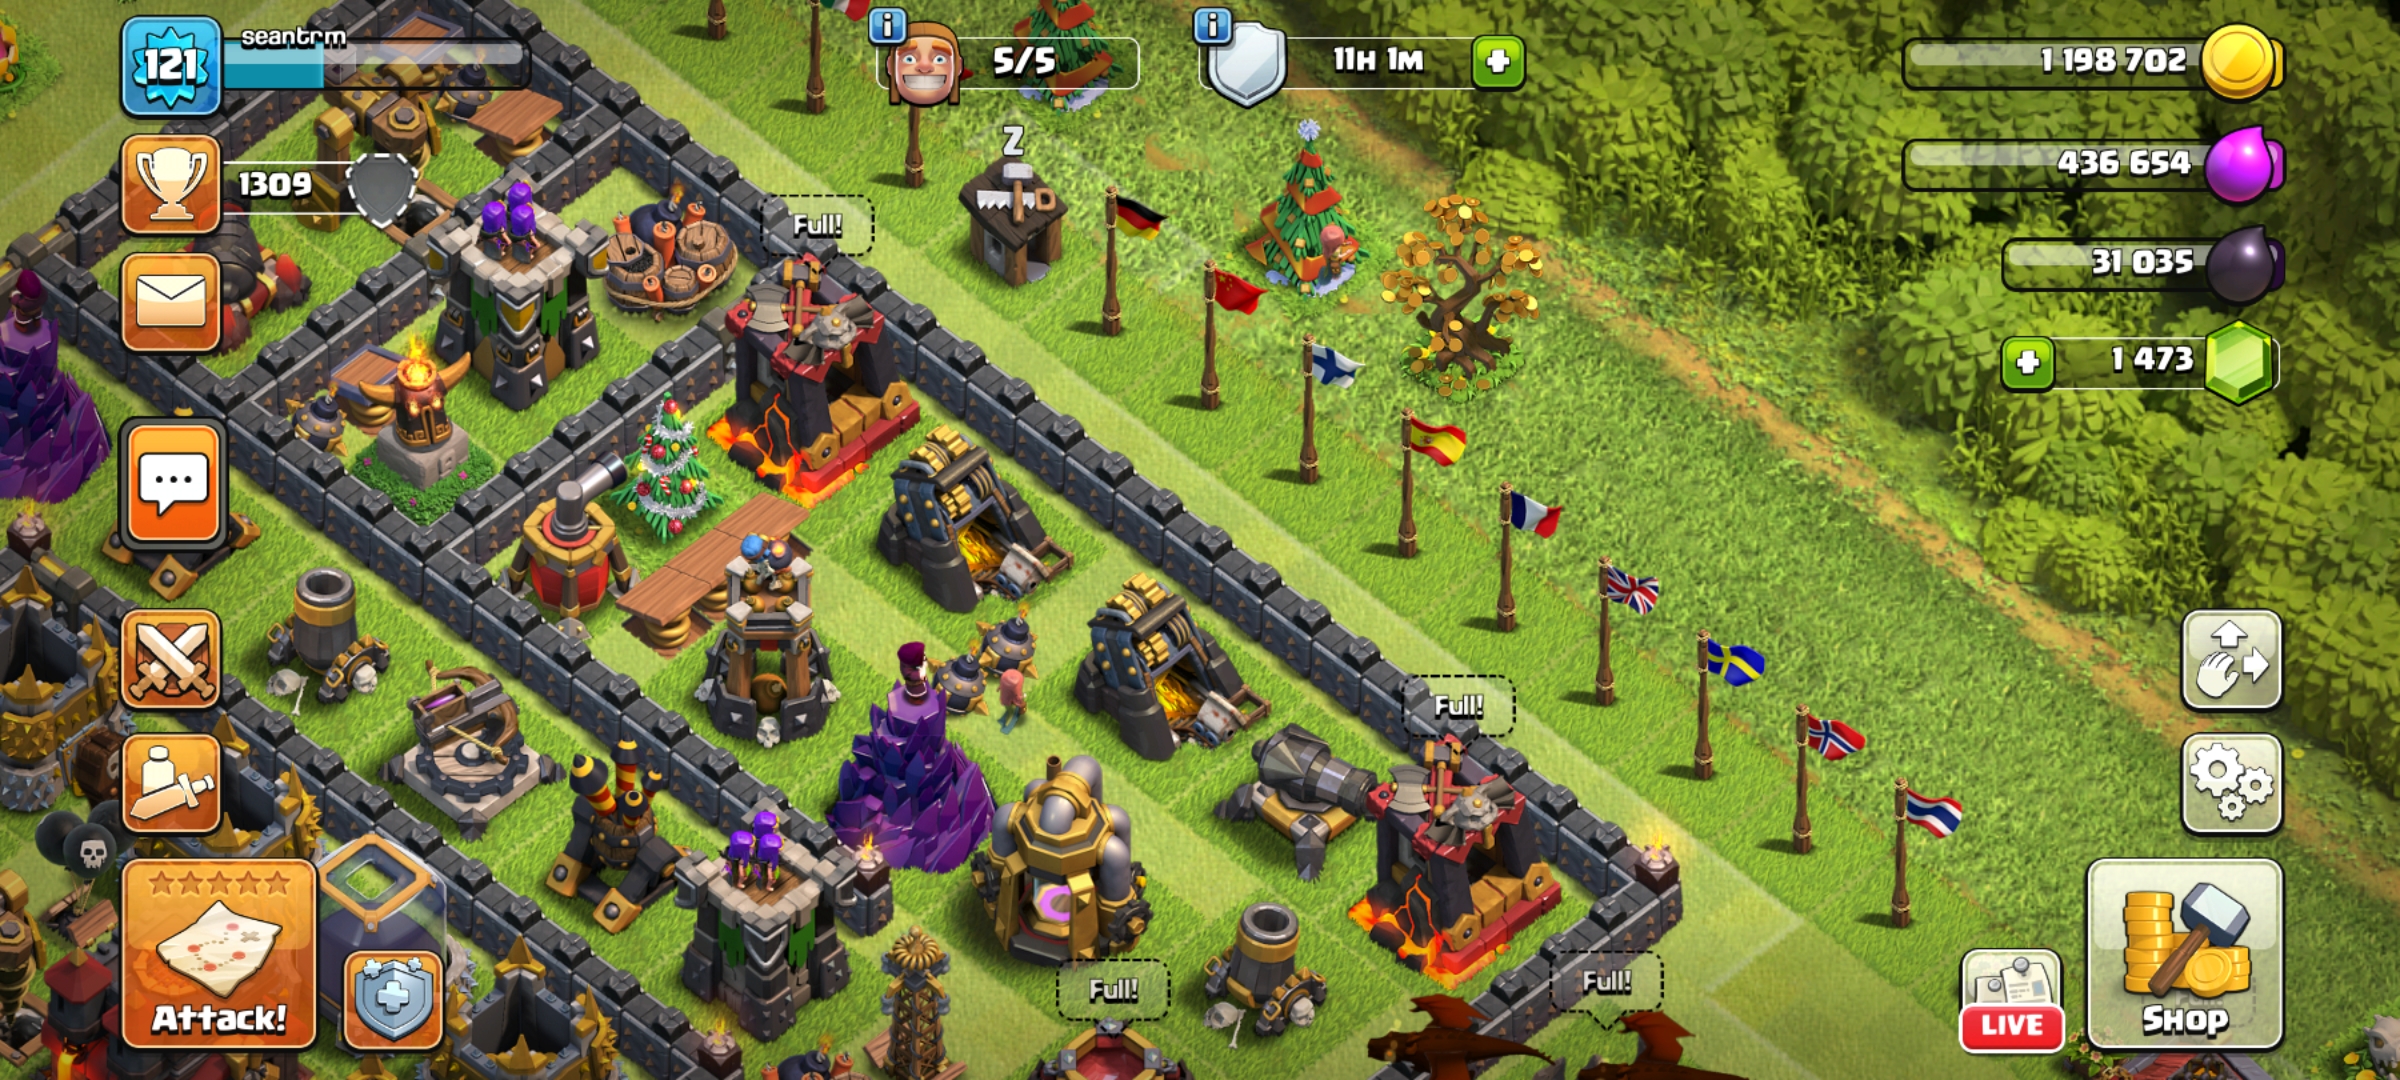 121
seantrm
i
5/5
i
11H 1M
1 198 702
1309
436 654
Z
Full!
31 035
1 473
Full!
Full!
Full!
Attack!
LIVE
Shop